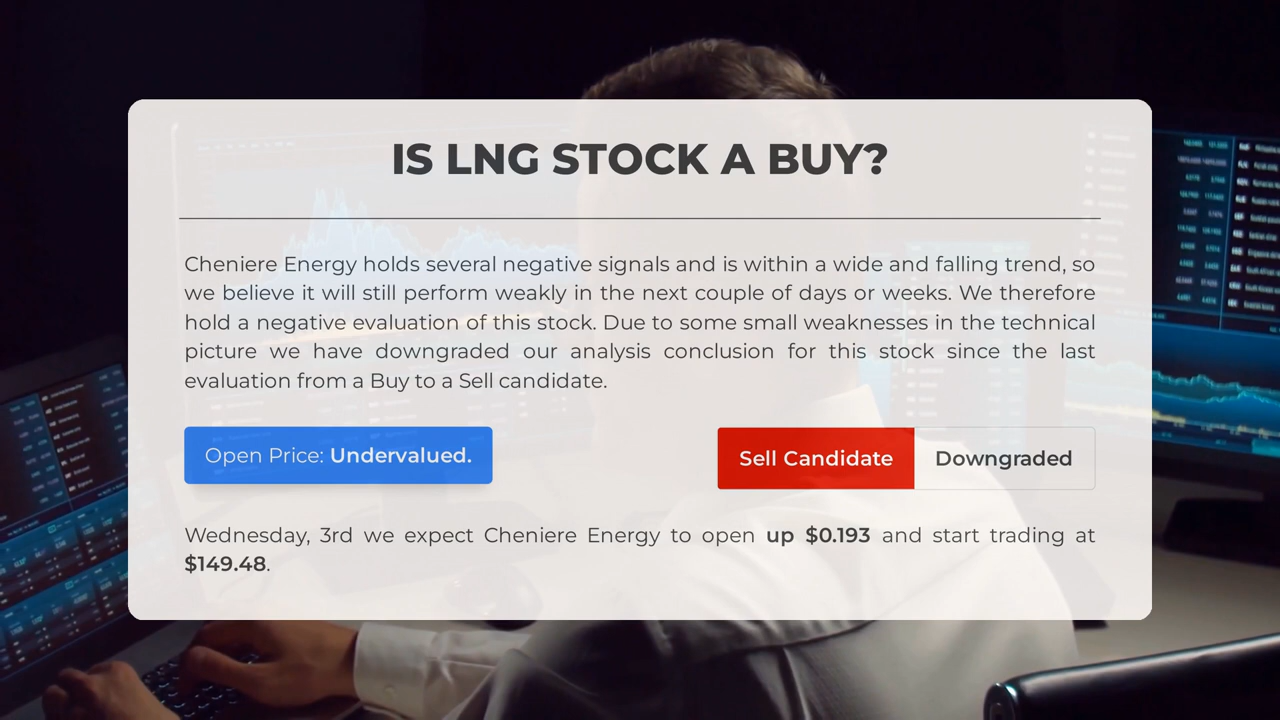 IS LNG STOCK A BUY?
Cheniere Energy holds several negative signals and is within a wide and falling trend, so
we believe it will still perform weakly in the next couple of days or weeks. We therefore
hold a negative evaluation of this stock. Due to some small weaknesses in the technical
picture we have downgraded our analysis conclusion for this stock since the last
evaluation from a Buy to a Sell candidate.
Open Price: Undervalued.
Sell Candidate
Downgraded
Wednesday, 3rd we expect Cheniere Energy to open up $0.193 and start trading at
$149.48.